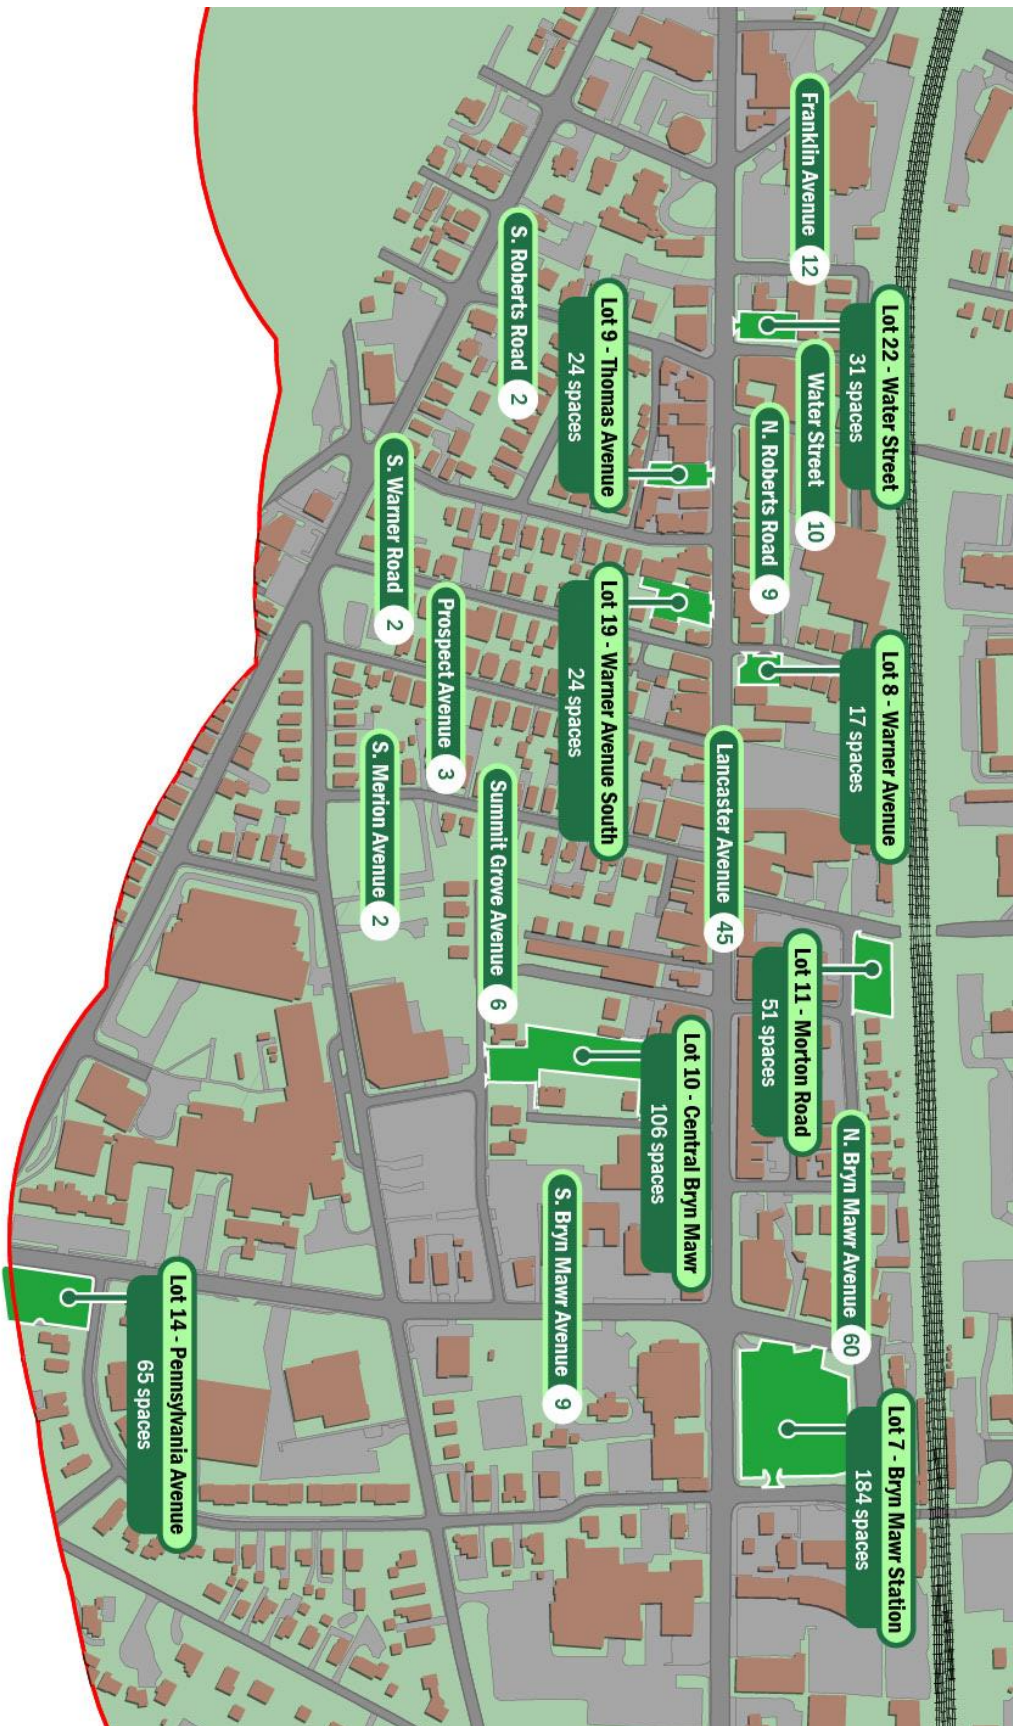 Lot 22 - Water Street
31 spaces
Lot 8 - Warner Avenue
17 spaces
Lot 7 - Bryn Mawr Station
184 spaces
Franklin Avenue 12
Water Street 10
N. Roberts Road 9
Lot 11 - Morton Road
51 spaces
N. Bryn Mawr Avenue 60
Lancaster Avenue 45
Lot 9 - Thomas Avenue
24 spaces
Lot 19 - Warner Avenue South
24 spaces
Lot 10 - Central Bryn Mawr
106 spaces
S. Roberts Road 2
Summit Grove Avenue 6
S. Bryn Mawr Avenue 9
Prospect Avenue 3
S. Warner Road 2
S. Merion Avenue 2
Lot 14 - Pennsylvania Avenue
65 spaces